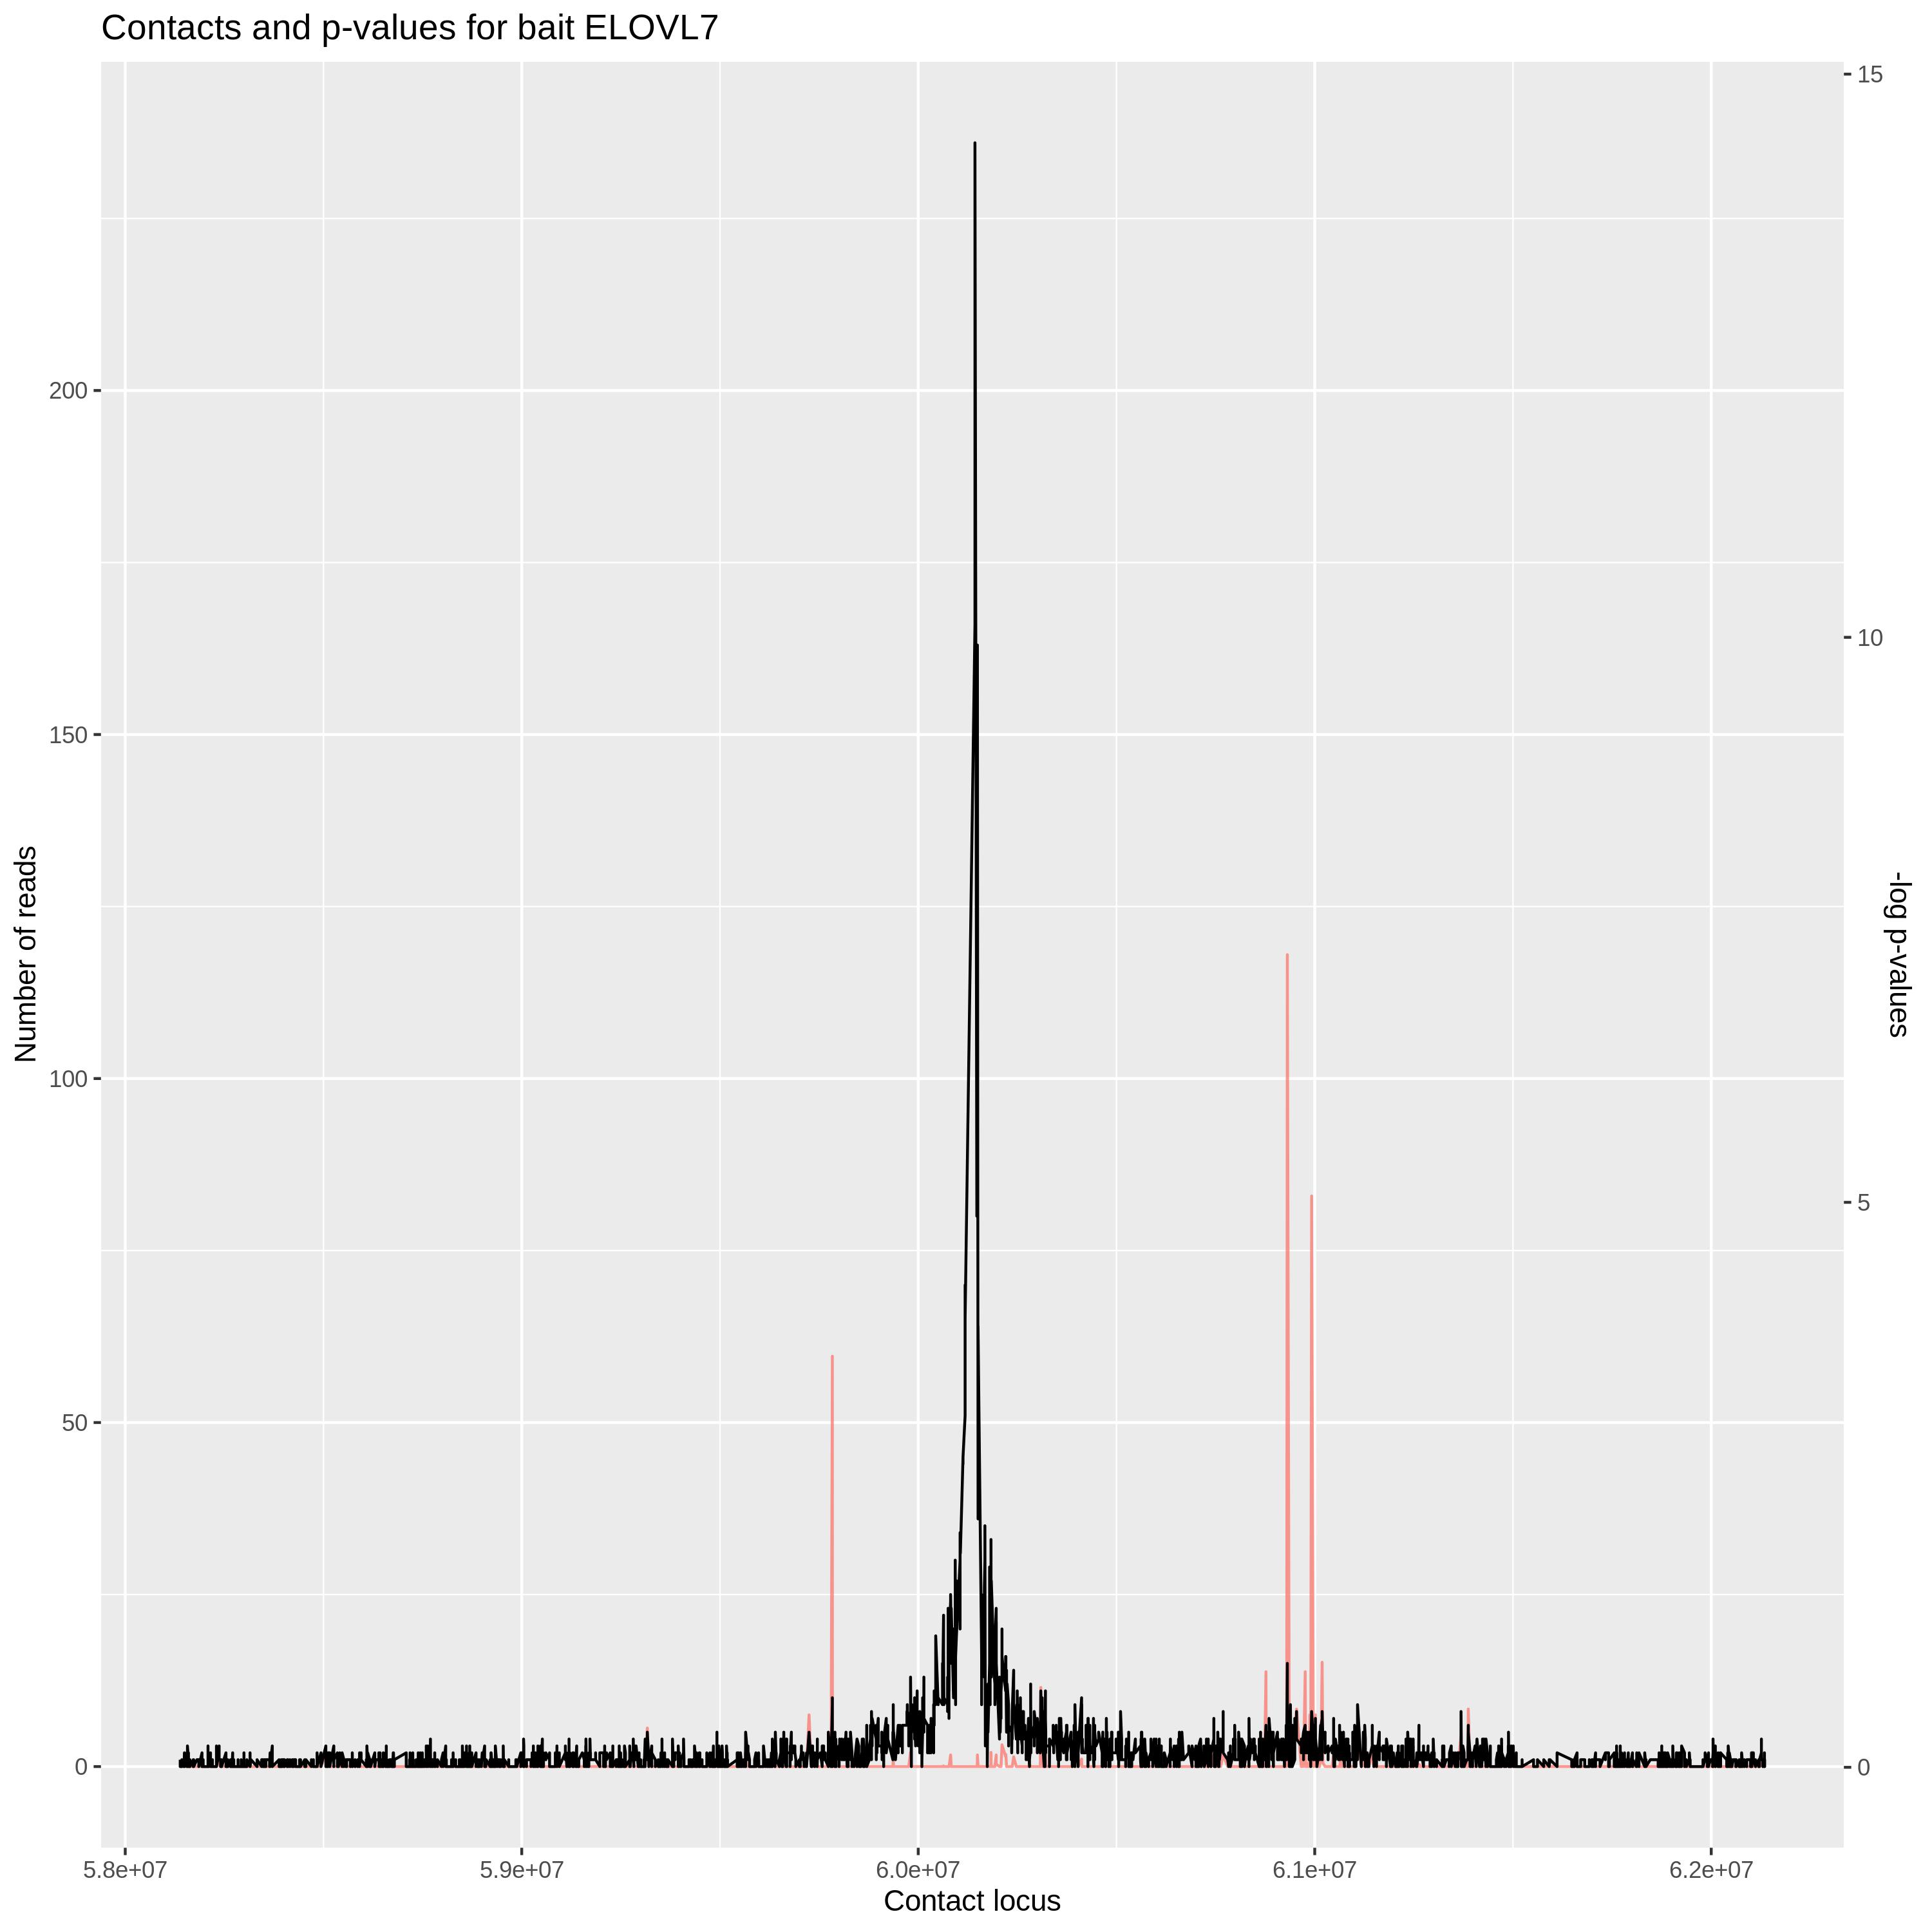 Contacts and p-values for bait ELOVL7
15
200
10
150
Number of reads
-log p-values
100
5
50
0
0
5.8e+07
5.9e+07
6.0e+07
6.1e+07
6.2e+07
Contact locus